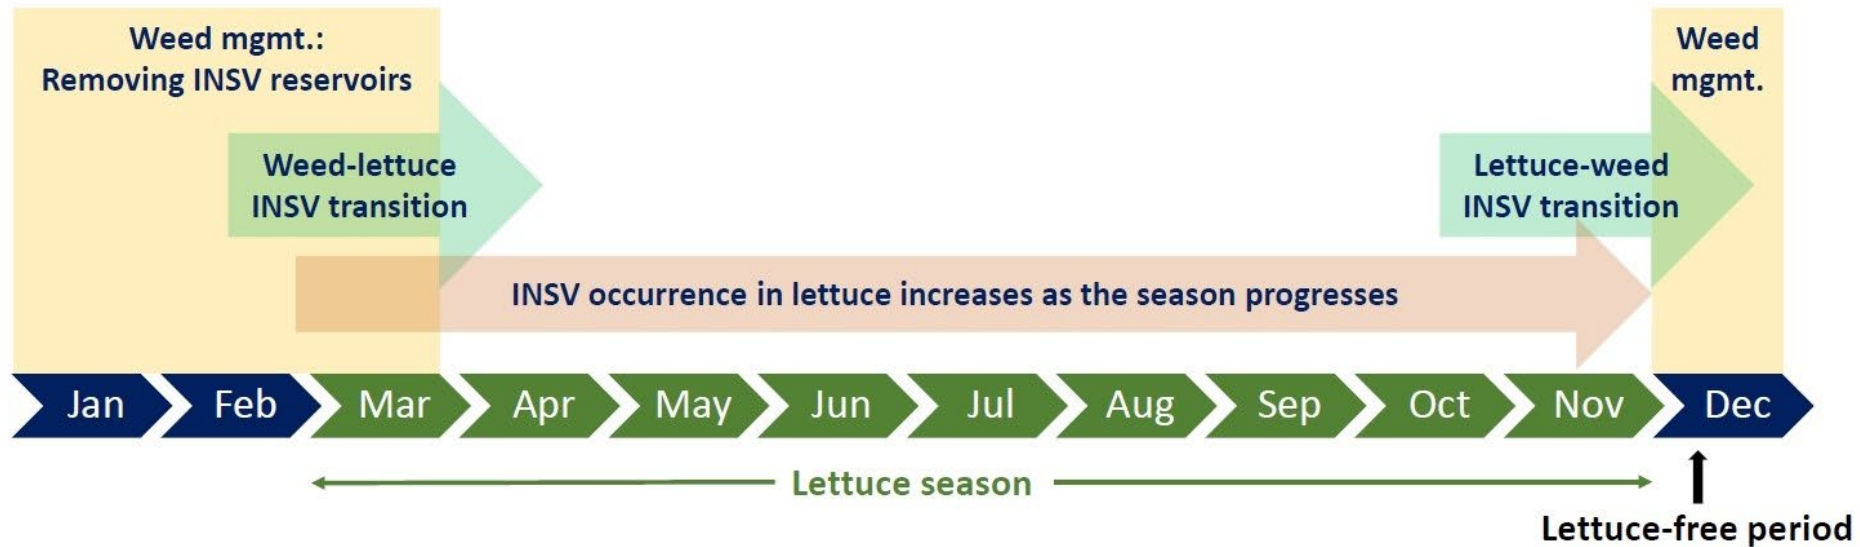 Weed mgmt.:
Removing INSV reservoirs
Weed
mgmt.
Weed-lettuce
INSV transition
Lettuce-weed
INSV transition
INSV occurrence in lettuce increases as the season progresses
Jan Feb Mar Apr May Jun Jul Aug Sep Oct Nov Dec
Lettuce season
Lettuce-free period